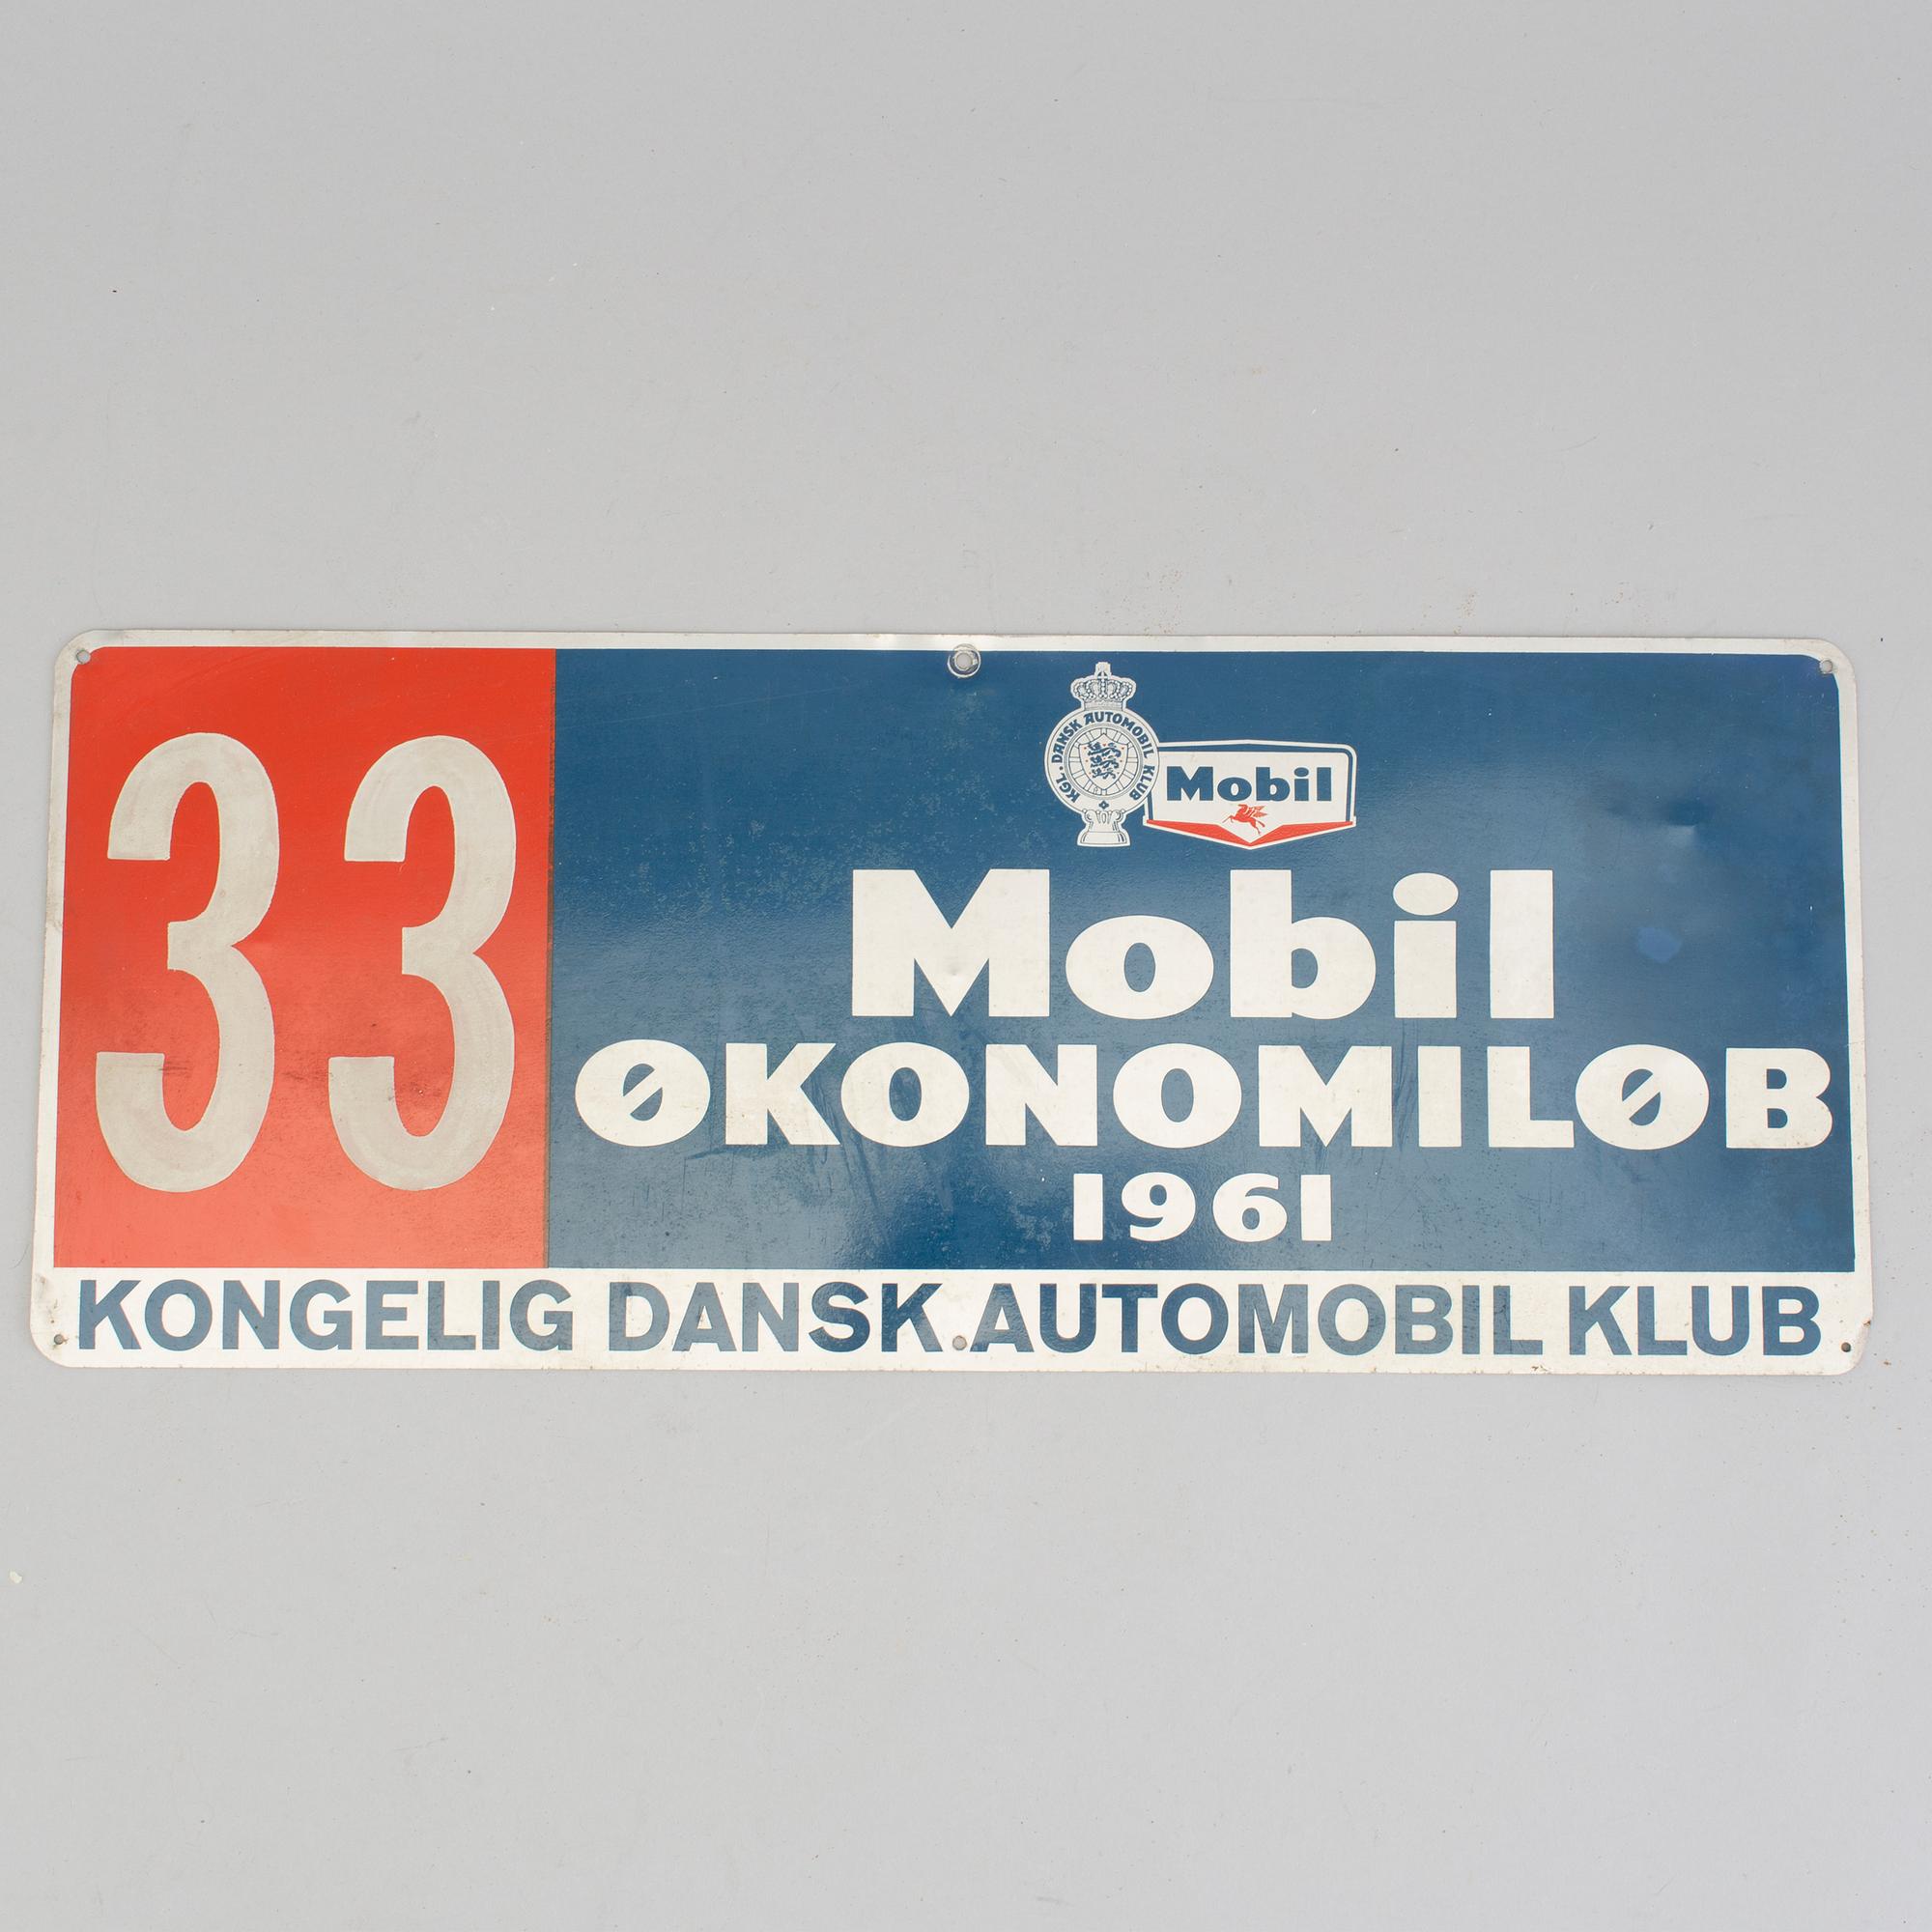 33
KGL. DANSK AUTOMOBIL KLUB
Mobil
Mobil
ØKONOMILØB
1961
KONGELIG DANSK AUTOMOBIL KLUB